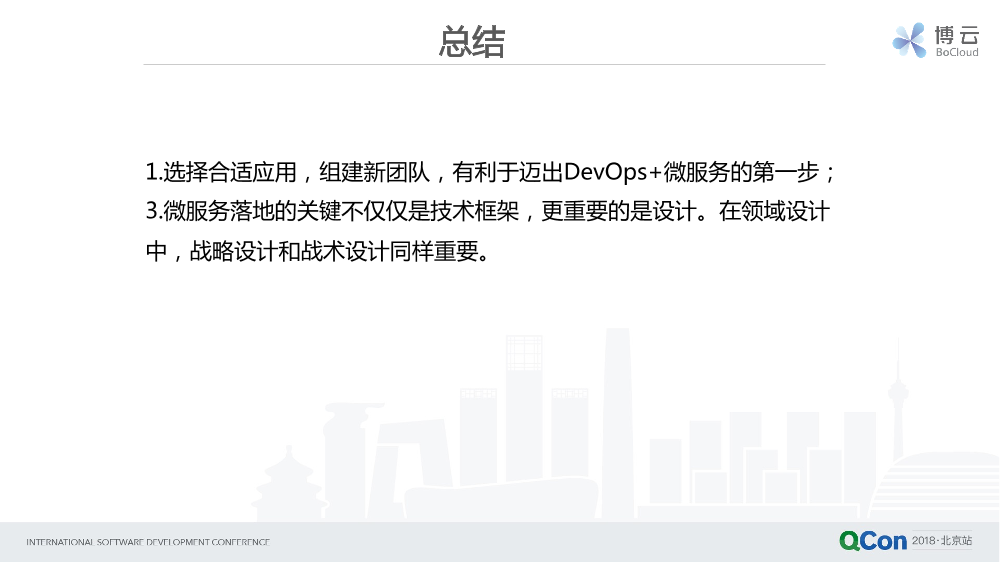 总结
博云
BoCloud
1.选择合适应用，组建新团队，有利于迈出DevOps+微服务的第一步；
3.微服务落地的关键不仅仅是技术框架，更重要的是设计。在领域设计
中，战略设计和战术设计同样重要。
INTERNATIONAL SOFTWARE DEVELOPMENT CONFERENCE
QCon 2018·北京站